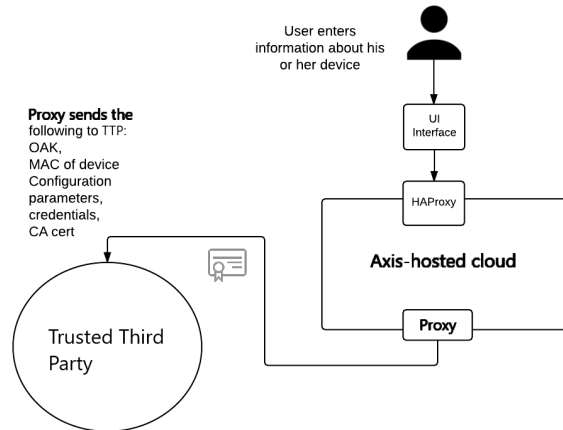 User enters
information about his
or her device
Proxy sends the
following to TTP:
OAK,
MAC of device
Configuration
parameters,
credentials,
CA cert
UI
Interface
HAProxy
Axis-hosted cloud
Proxy
Trusted Third
Party